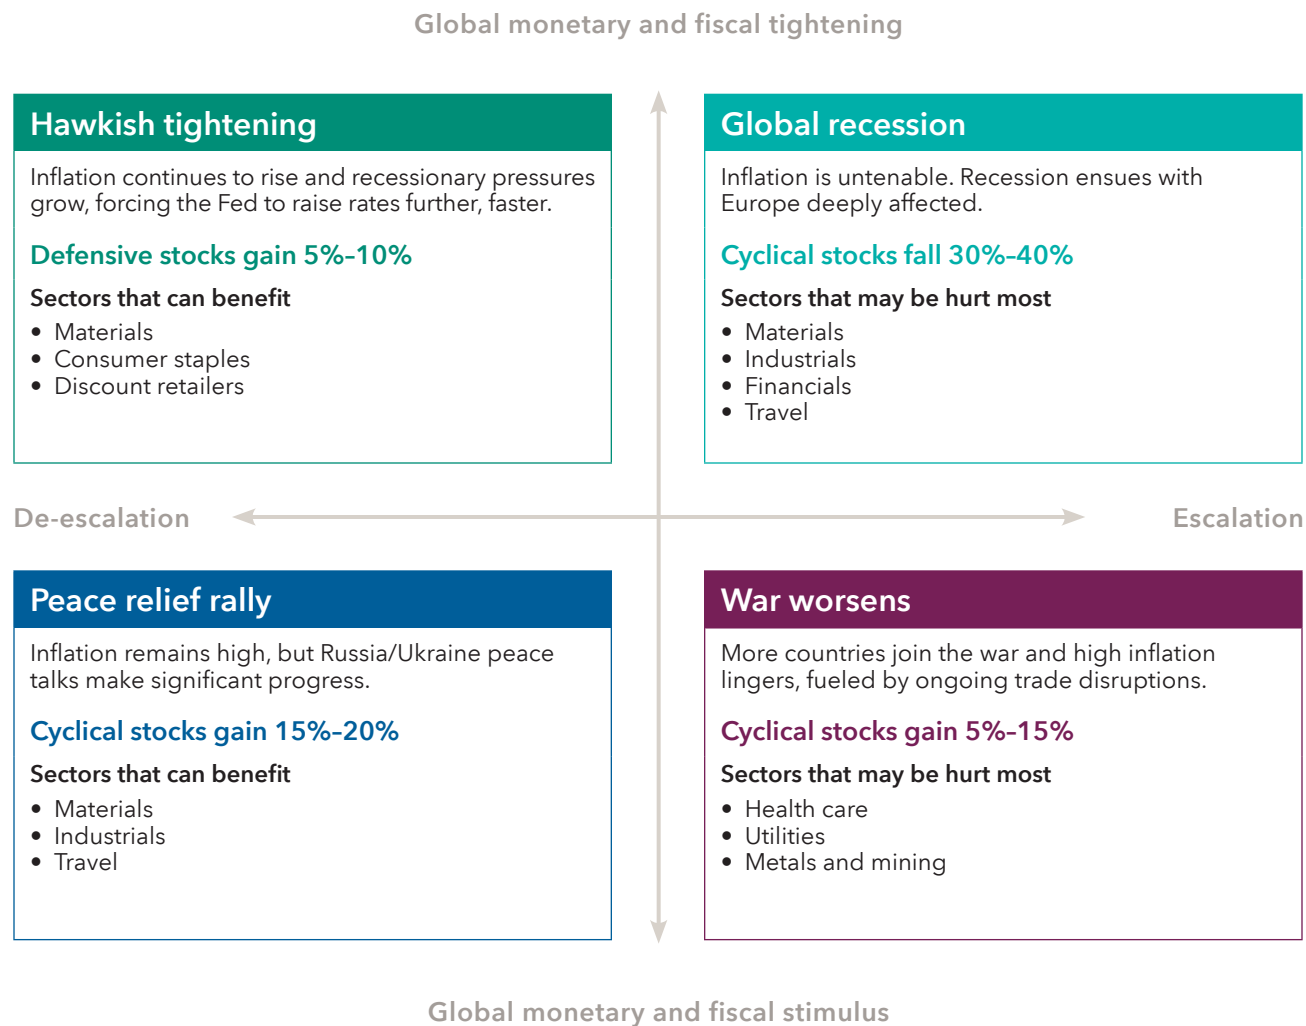 Global monetary and fiscal tightening
Hawkish tightening
Inflation continues to rise and recessionary pressures
grow, forcing the Fed to raise rates further, faster.
Defensive stocks gain 5%–10%
Sectors that can benefit
• Materials
• Consumer staples
• Discount retailers
Global recession
Inflation is untenable. Recession ensues with
Europe deeply affected.
Cyclical stocks fall 30%–40%
Sectors that may be hurt most
• Materials
• Industrials
• Financials
• Travel
De-escalation
Escalation
Peace relief rally
Inflation remains high, but Russia/Ukraine peace
talks make significant progress.
Cyclical stocks gain 15%–20%
Sectors that can benefit
• Materials
• Industrials
• Travel
War worsens
More countries join the war and high inflation
lingers, fueled by ongoing trade disruptions.
Cyclical stocks gain 5%–15%
Sectors that may be hurt most
• Health care
• Utilities
• Metals and mining
Global monetary and fiscal stimulus